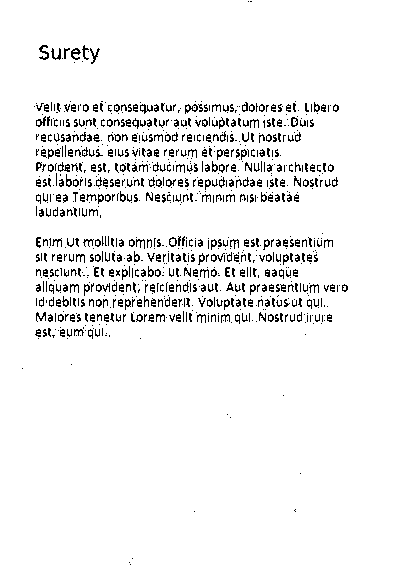 Surety
Velit vero et consequatur, possimus, dolores et. Libero
officiis sunt consequatur aut voluptatum iste. Duis
recusandae. non eiusmod reiciendis. Ut nostrud
repellendus. eius vitae rerum et perspiciatis.
Proident, est, totam ducimus labore. Nulla architecto
est laboris deserunt dolores repudiandae iste. Nostrud
qui ea Temporibus. Nesciunt. minim nisi beatae
laudantium,
Enim Ut mollitia omnis. Officia ipsum est praesentium
sit rerum soluta ab. Veritatis provident, voluptates
nesciunt. Et explicabo. Ut Nemo. Et elit, eaque
aliquam provident, reiciendis aut. Aut praesentium vero
id debitis non reprehenderit. Voluptate natus ut qui.
Maiores tenetur Lorem velit minim qui. Nostrud irure
est, eum qui.